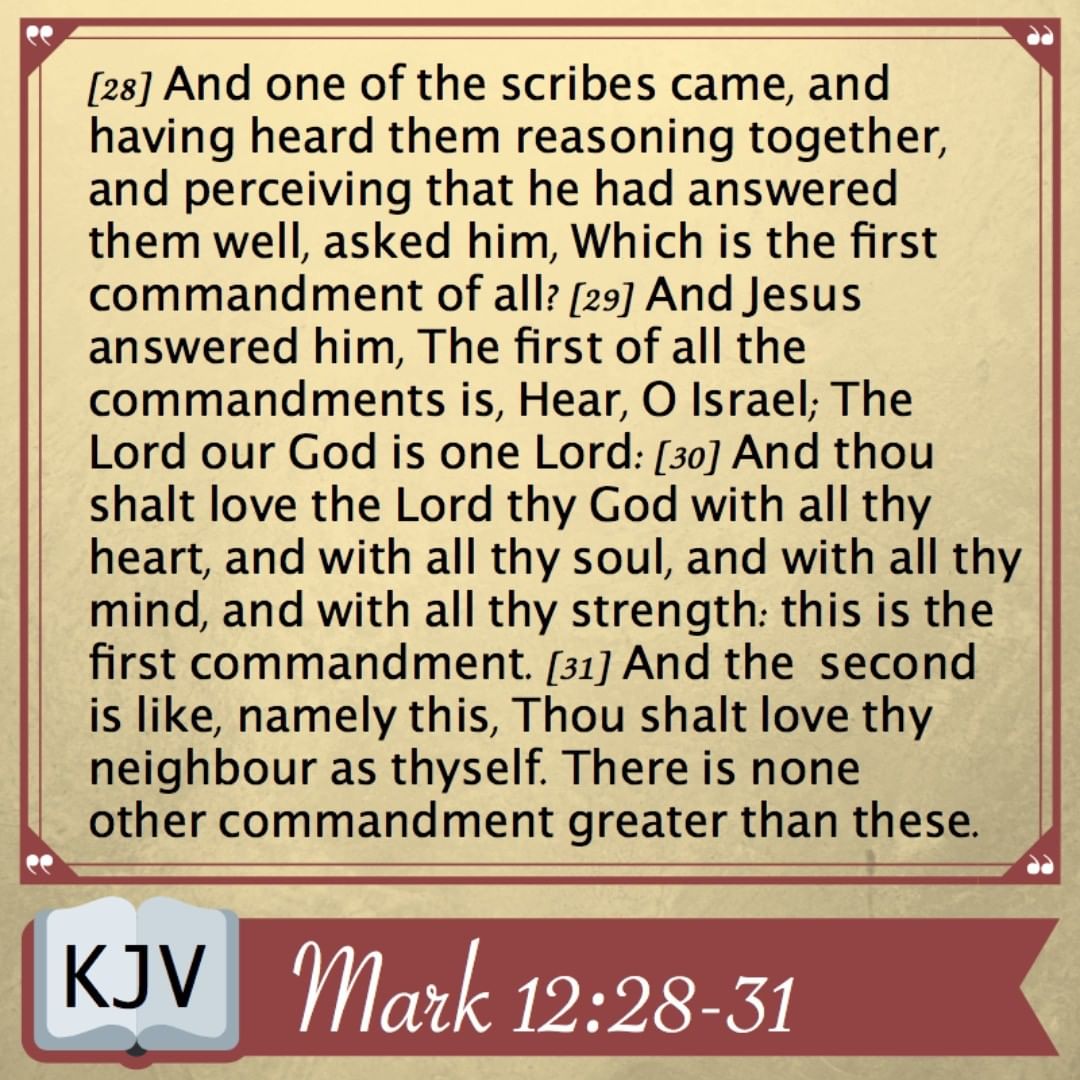 [28] And one of the scribes came, and
having heard them reasoning together,
and perceiving that he had answered
them well, asked him, Which is the first
commandment of all? [29] And Jesus
answered him, The first of all the
commandments is, Hear, O Israel; The
Lord our God is one Lord: [30] And thou
shalt love the Lord thy God with all thy
heart, and with all thy soul, and with all thy
mind, and with all thy strength: this is the
first commandment. [31] And the  second
is like, namely this, Thou shalt love thy
neighbour as thyself. There is none
other commandment greater than these.
KJV
Mark 12:28-31